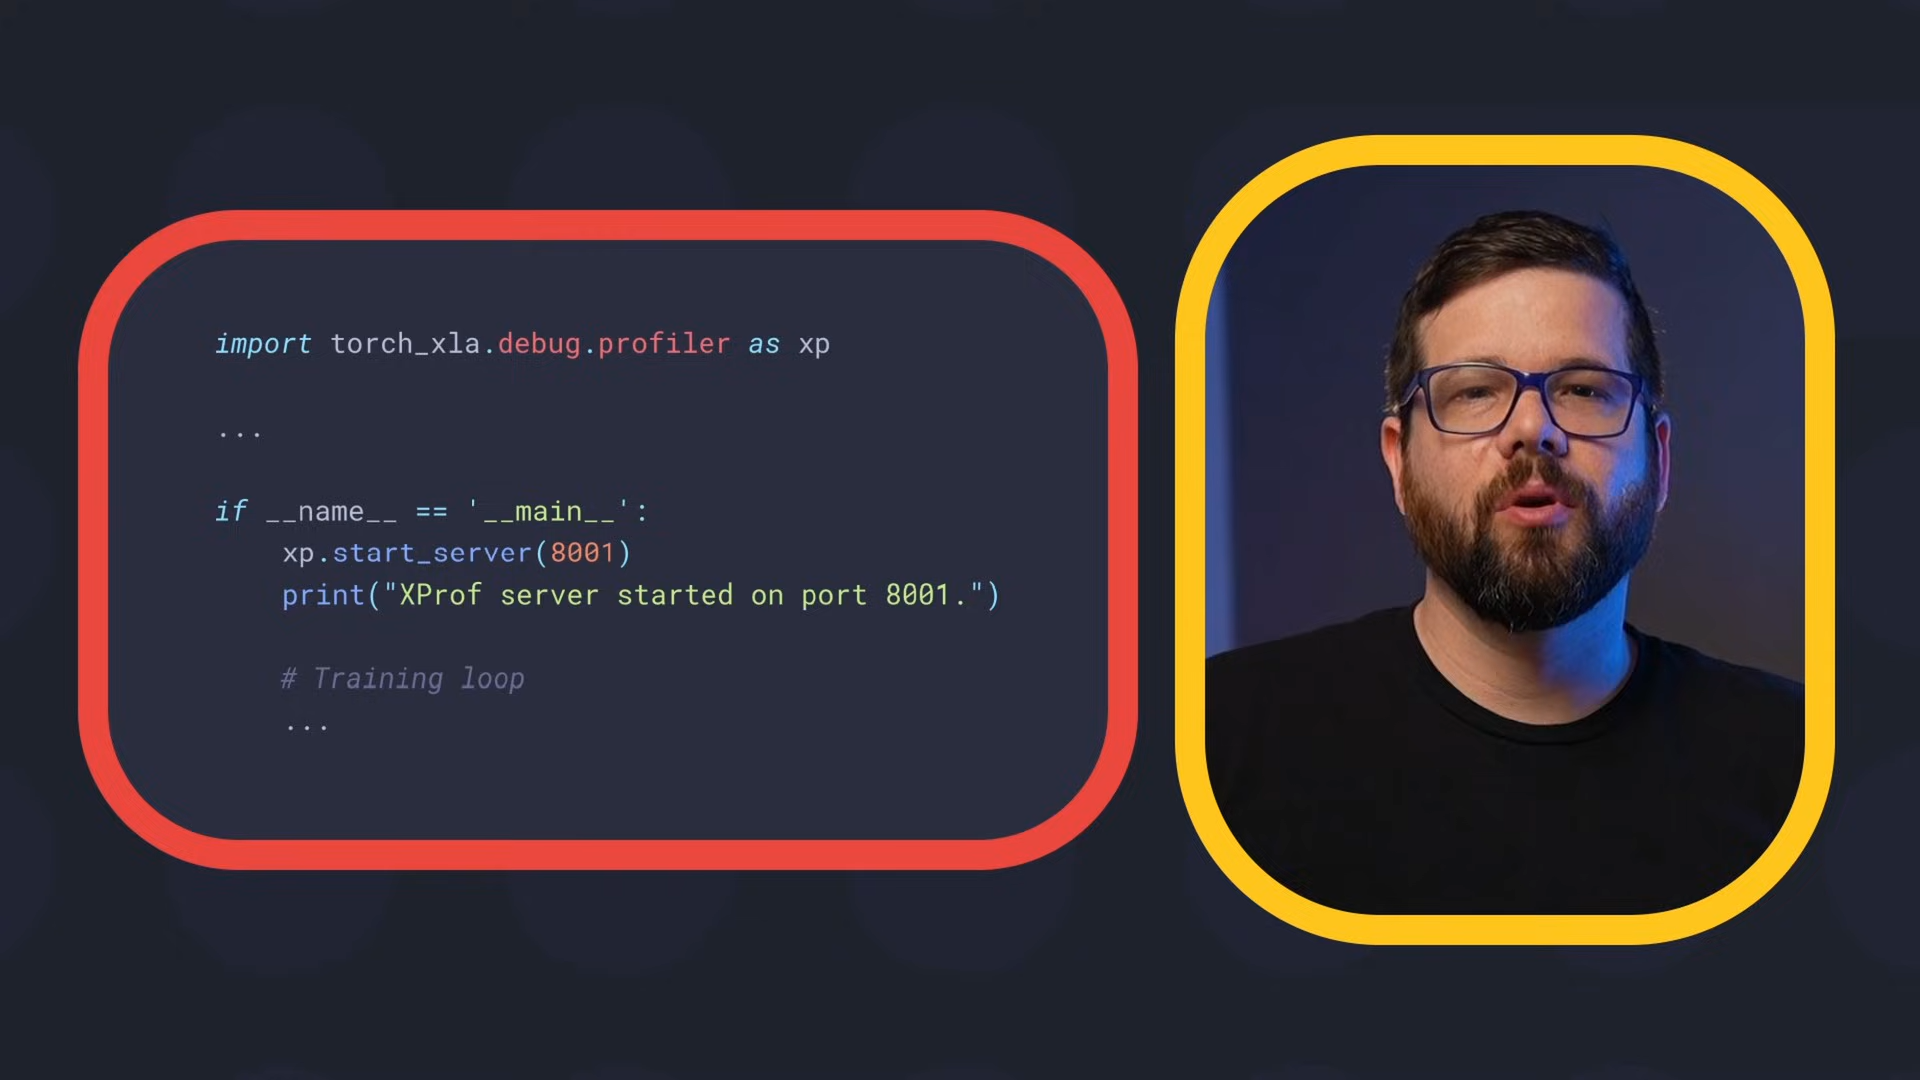 import torch_xla.debug.profiler as xp
...
if __name__ == '__main__':
xp.start_server(8001)
print("XProf server started on port 8001.")
# Training loop
...